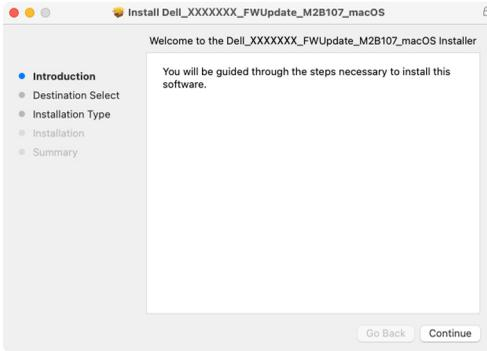 Install Dell_XXXXXXX_FWUpdate_M2B107_macOS
Welcome to the Dell_XXXXXXX_FWUpdate_M2B107_macOS Installer
Introduction
Destination Select
Installation Type
Installation
Summary
You will be guided through the steps necessary to install this
software.
Go Back
Continue